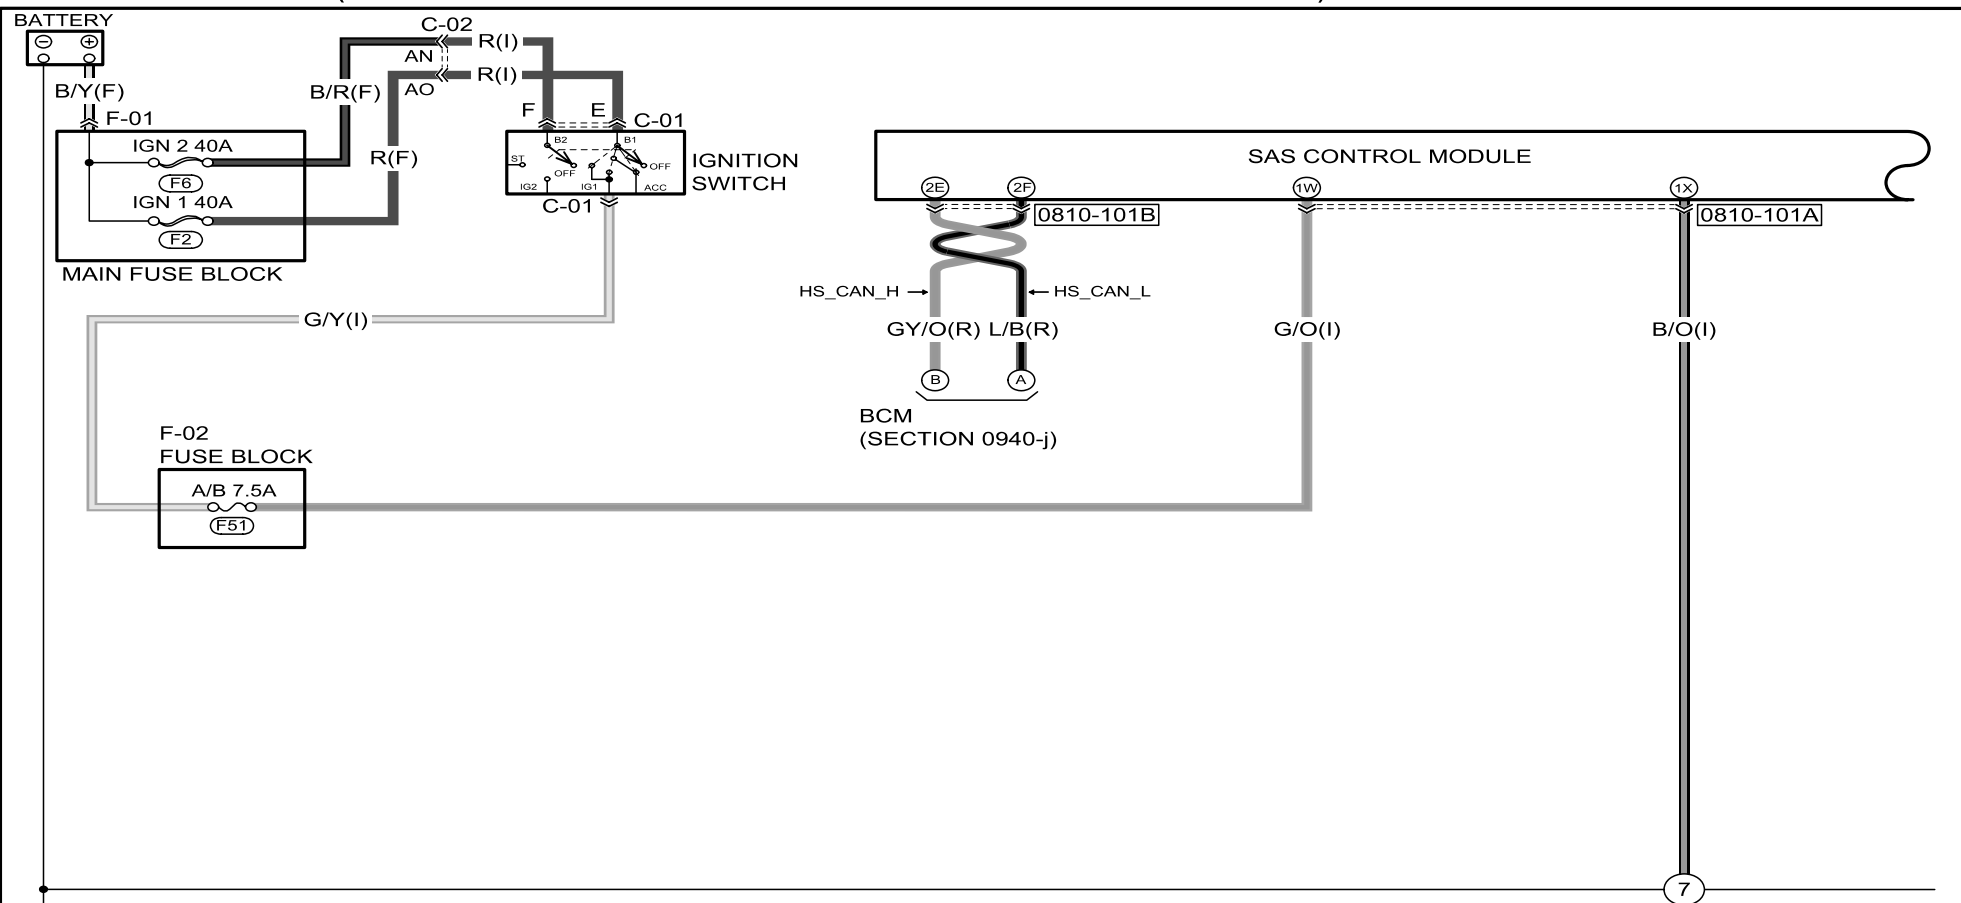 BATTERY
− +
B/Y(F)
F-01
IGN 2 40A
F6
IGN 1 40A
F2
MAIN FUSE BLOCK
B/R(F)
R(F)
C-02
AN
AO
R(I)
R(I)
F E
C-01
B2 B1
ST
OFF
OFF
IG2 IG1 ACC
IGNITION
SWITCH
C-01
G/Y(I)
F-02
FUSE BLOCK
A/B 7.5A
F51
SAS CONTROL MODULE
2E 2F 1W 1X
0810-101B
0810-101A
HS_CAN_H
HS_CAN_L
GY/O(R) L/B(R)
G/O(I)
B/O(I)
B A
BCM
(SECTION 0940-j)
7